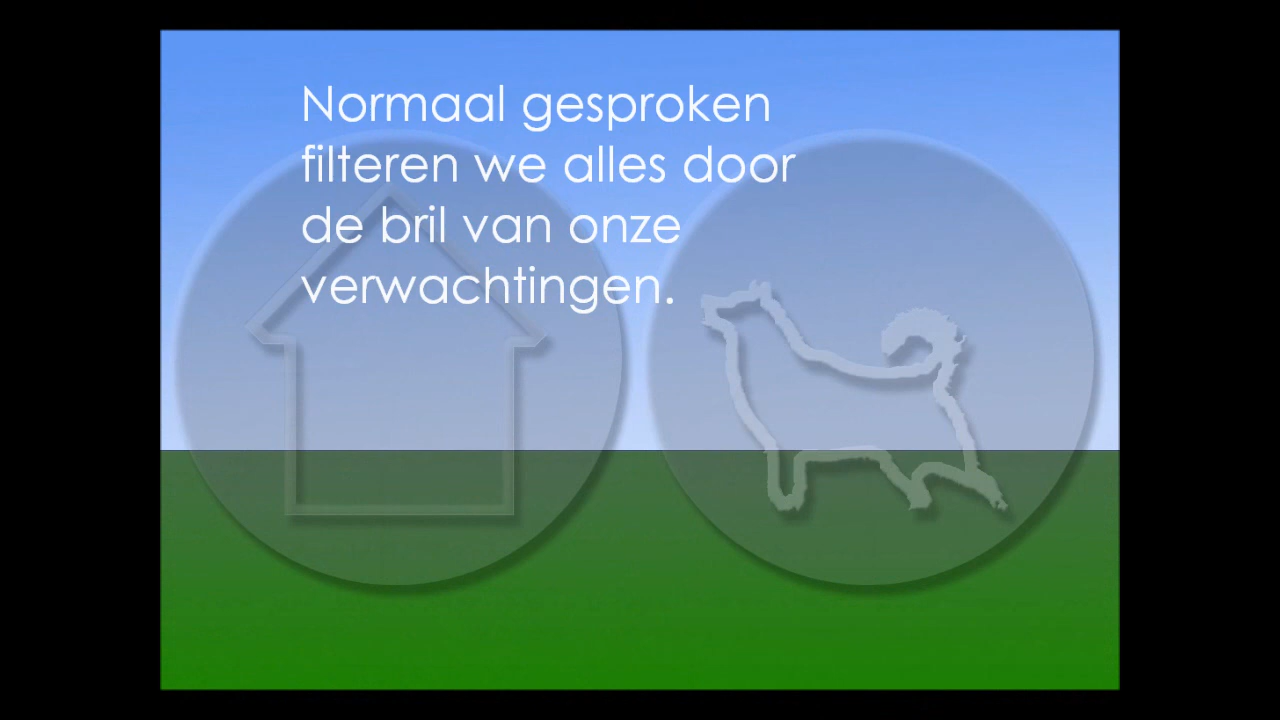 Normaal gesproken
filteren we alles door
de bril van onze
verwachtingen.